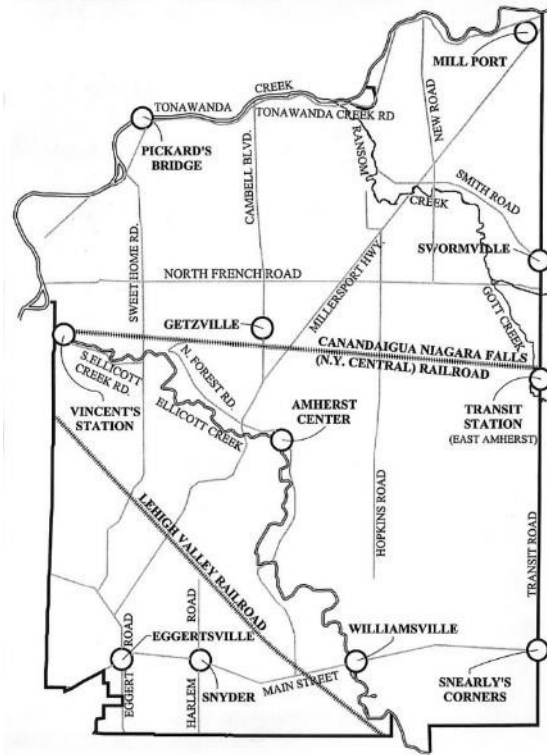 MILL PORT
CREEK
TONAWANDA
TONAWANDA CREEK RD
PICKARD'S
BRIDGE
NEW ROAD
RANSOM
CREEK
CAMBELL BLVD.
SMITH ROAD
SWORMVILLE
SWEET HOME RD.
NORTH FRENCH ROAD
MILLERSPORT HWY.
GOTT CREEK
GETZVILLE
CANANDAIGUA NIAGARA FALLS
(N.Y. CENTRAL) RAILROAD
S.ELLICOTT
CREEK RD.
N. FOREST RD.
VINCENT'S
STATION
ELLICOTT CREEK
AMHERST
CENTER
TRANSIT
STATION
(EAST AMHERST)
HOPKINS ROAD
LEHIGH VALLEY RAILROAD
TRANSIT ROAD
EGGERT ROAD
EGGERTSVILLE
HARLEM ROAD
SNYDER
MAIN STREET
WILLIAMSVILLE
SNEARLY'S
CORNERS